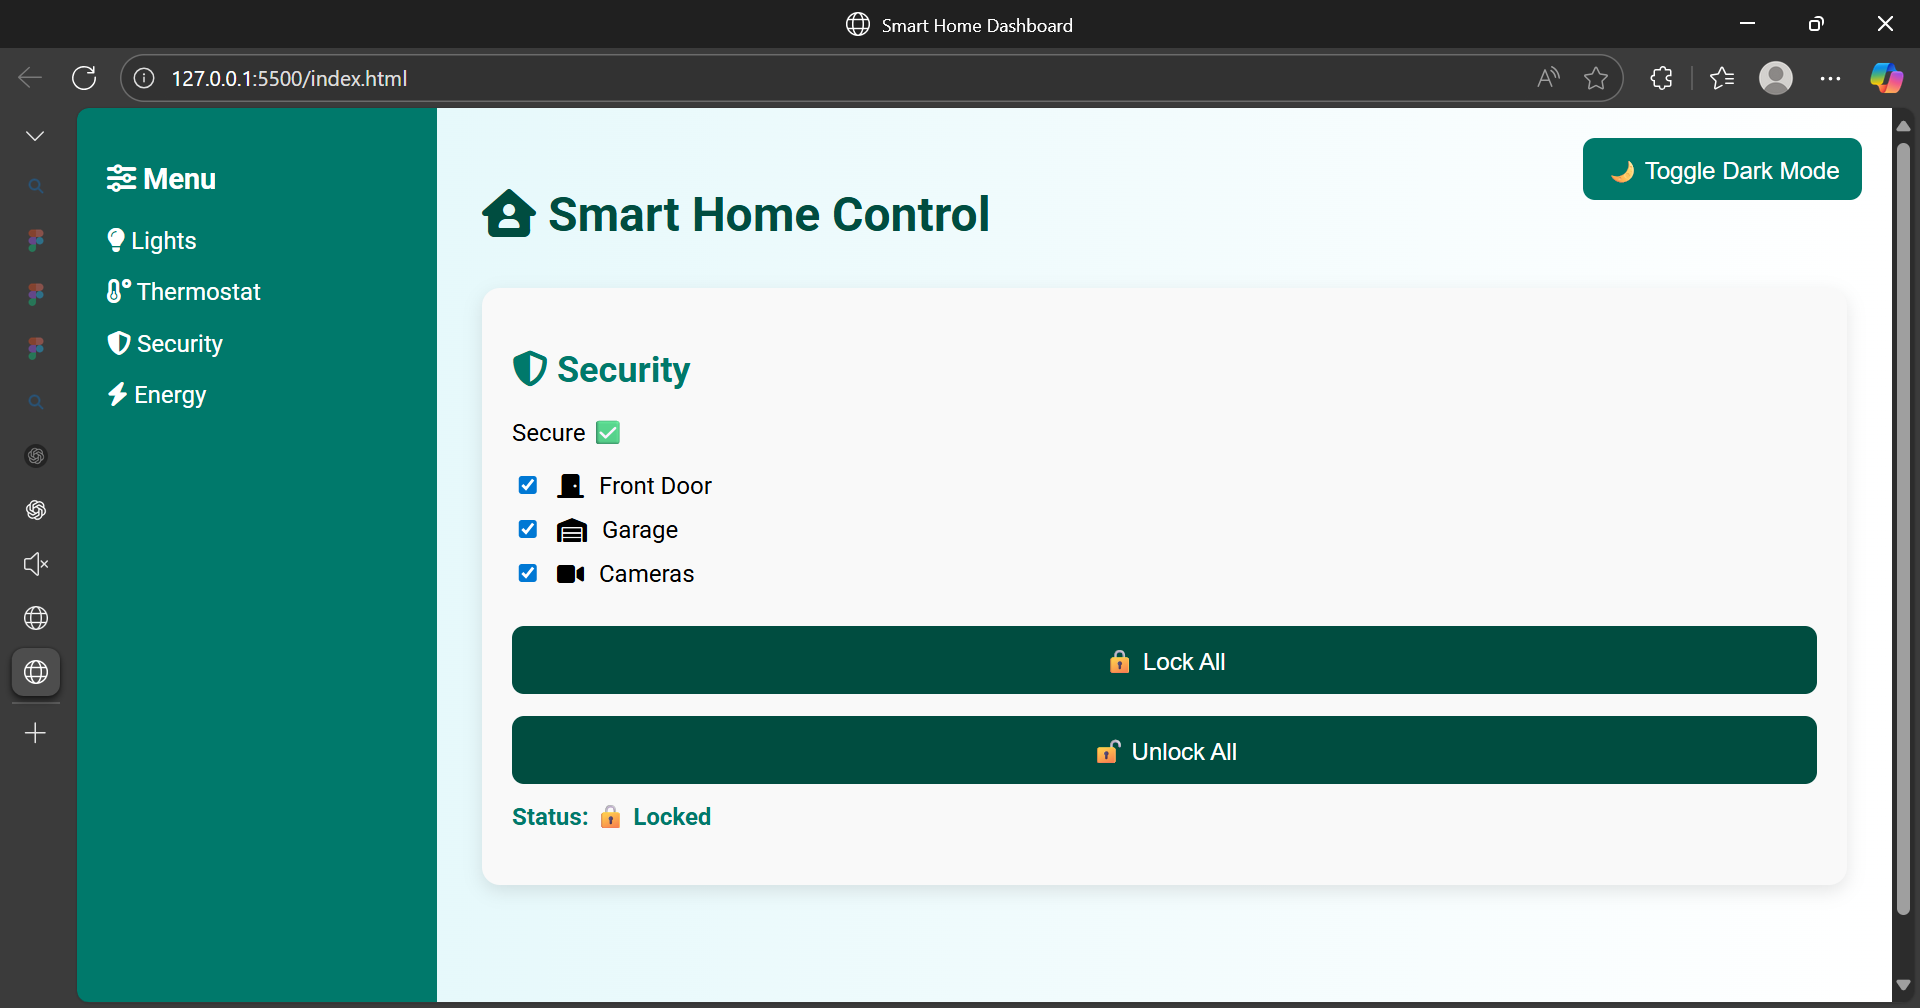 Smart Home Dashboard
127.0.0.1:5500/index.html
Menu
Lights
Thermostat
Security
Energy
🌙 Toggle Dark Mode
Smart Home Control
Security
Secure ✅
Front Door
Garage
Cameras
🔒 Lock All
🔓 Unlock All
Status: 🔒 Locked